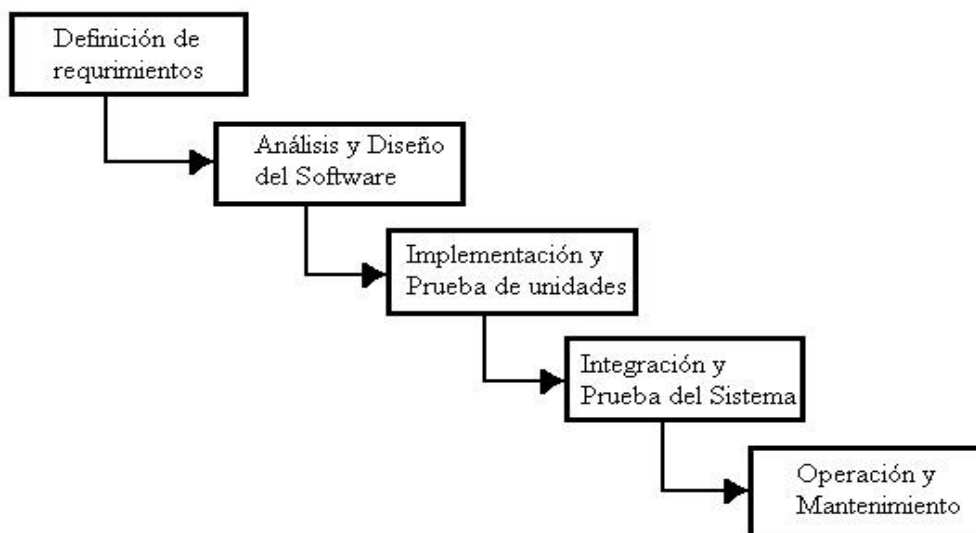 Definición de
requrimientos
Análisis y Diseño
del Software
Implementación y
Prueba de unidades
Integración y
Prueba del Sistema
Operación y
Mantenimiento